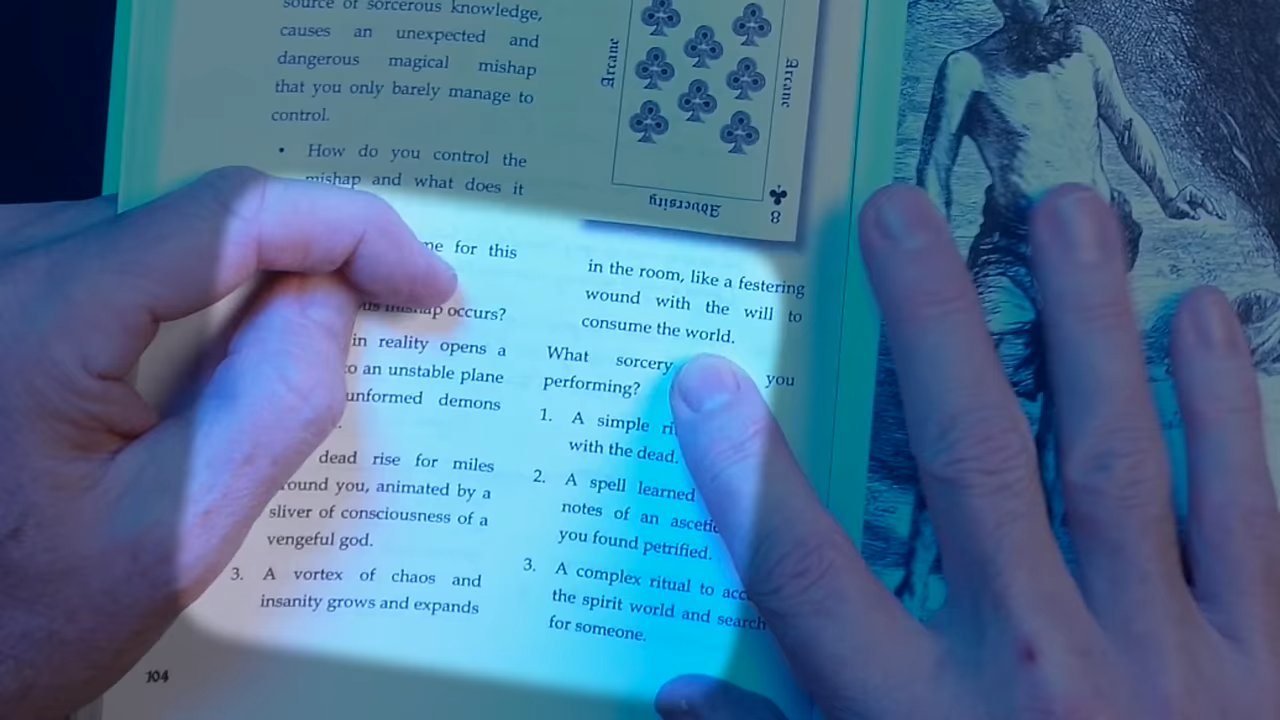 source of sorcerous knowledge,
causes an unexpected and
dangerous magical mishap
that you only barely manage to
control.
• How do you control the
mishap and what does it
for this
mishap occurs?
in reality opens a
an unstable plane
unformed demons
dead rise for miles
you, animated by a
sliver of consciousness of a
vengeful god.
3. A vortex of chaos and
insanity grows and expands
104
Arcane
Arcane
Adversity
8
in the room, like a festering
wound with the will to
consume the world.
What sorcery you
performing?
1. A simple
with the dead.
2. A spell learned
notes of an
you found petrified.
3. A complex ritual to
the spirit world and search
for someone.